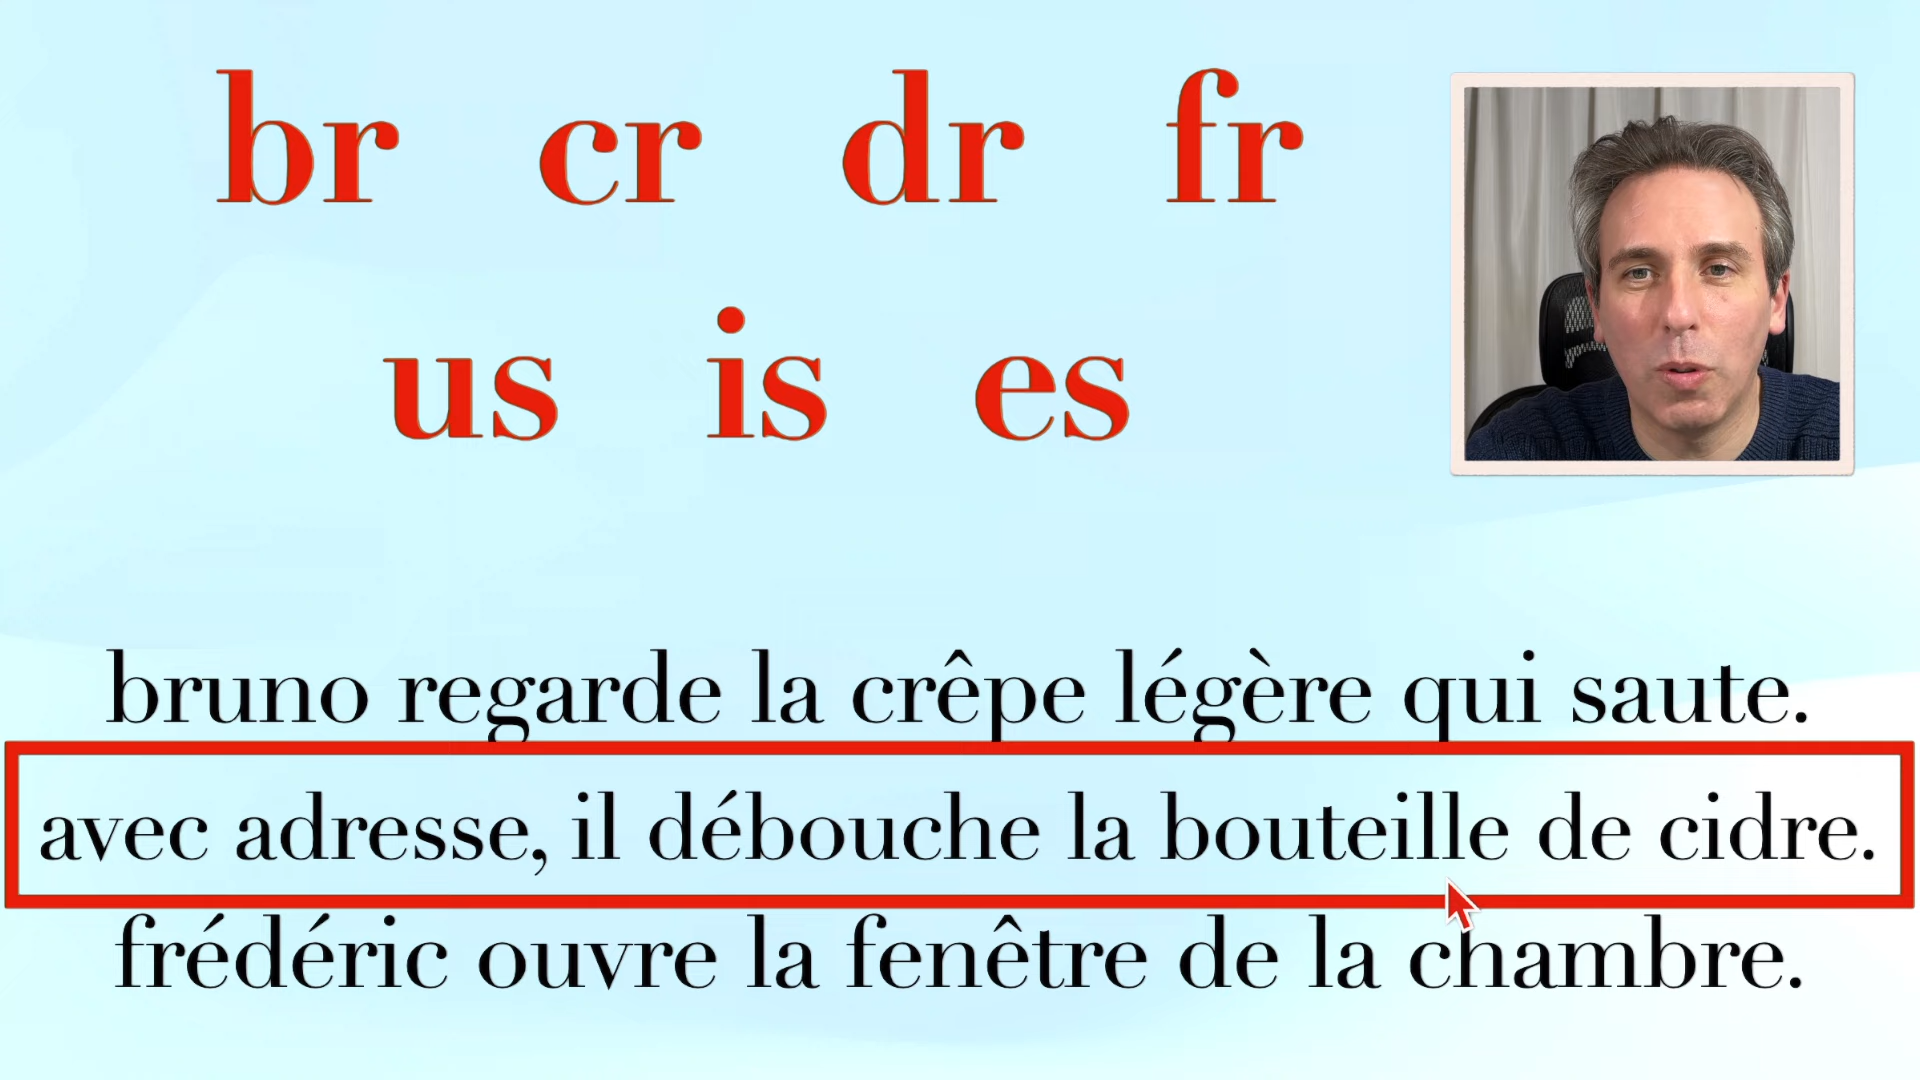 br cr dr fr
us is es
bruno regarde la crêpe légère qui saute.
avec adresse, il débouche la bouteille de cidre.
frédéric ouvre la fenêtre de la chambre.